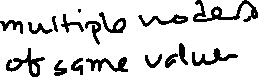 multiple nodes
of same value